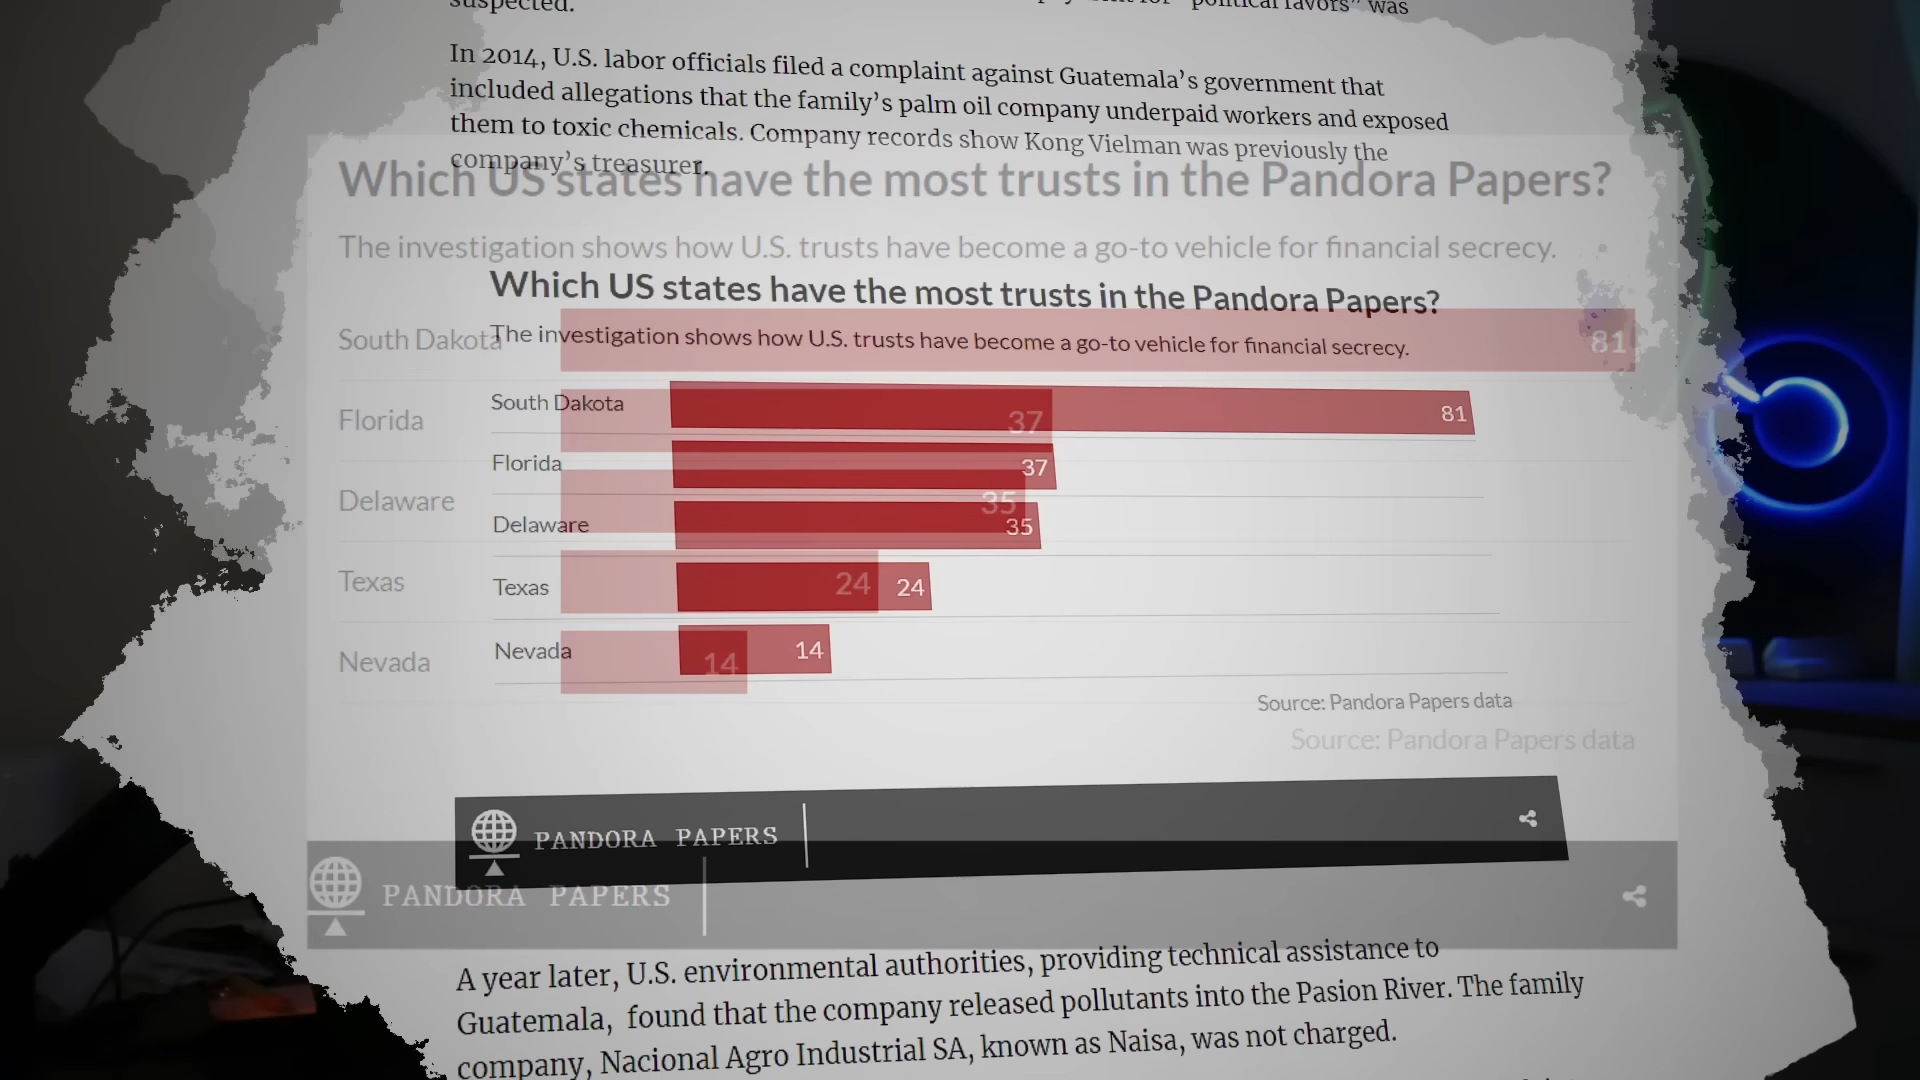 suspected.
"political favors" was
In 2014, U.S. labor officials filed a complaint against Guatemala's government that
included allegations that the family's palm oil company underpaid workers and exposed
them to toxic chemicals. Company records show Kong Vielman was previously the
company's treasurer.
Which US states have the most trusts in the Pandora Papers?
The investigation shows how U.S. trusts have become a go-to vehicle for financial secrecy.
Which US states have the most trusts in the Pandora Papers?
The investigation shows how U.S. trusts have become a go-to vehicle for financial secrecy.
South Dakota 81
South Dakota 81
Florida 37
Florida 37
Delaware 35
Delaware 35
Texas 24
Texas 24
Nevada 14
Nevada 14
Source: Pandora Papers data
Source: Pandora Papers data
PANDORA PAPERS
PANDORA PAPERS
A year later, U.S. environmental authorities, providing technical assistance to
Guatemala, found that the company released pollutants into the Pasion River. The family
company, Nacional Agro Industrial SA, known as Naisa, was not charged.